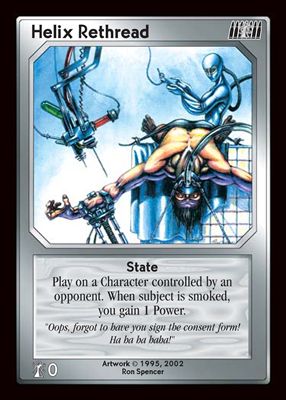 Helix Rethread
State
Play on a Character controlled by an
opponent. When subject is smoked,
you gain 1 Power.
"Oops, forgot to have you sign the consent form!
Ha ha ha haha!"
0
Artwork © 1995, 2002
Ron Spencer